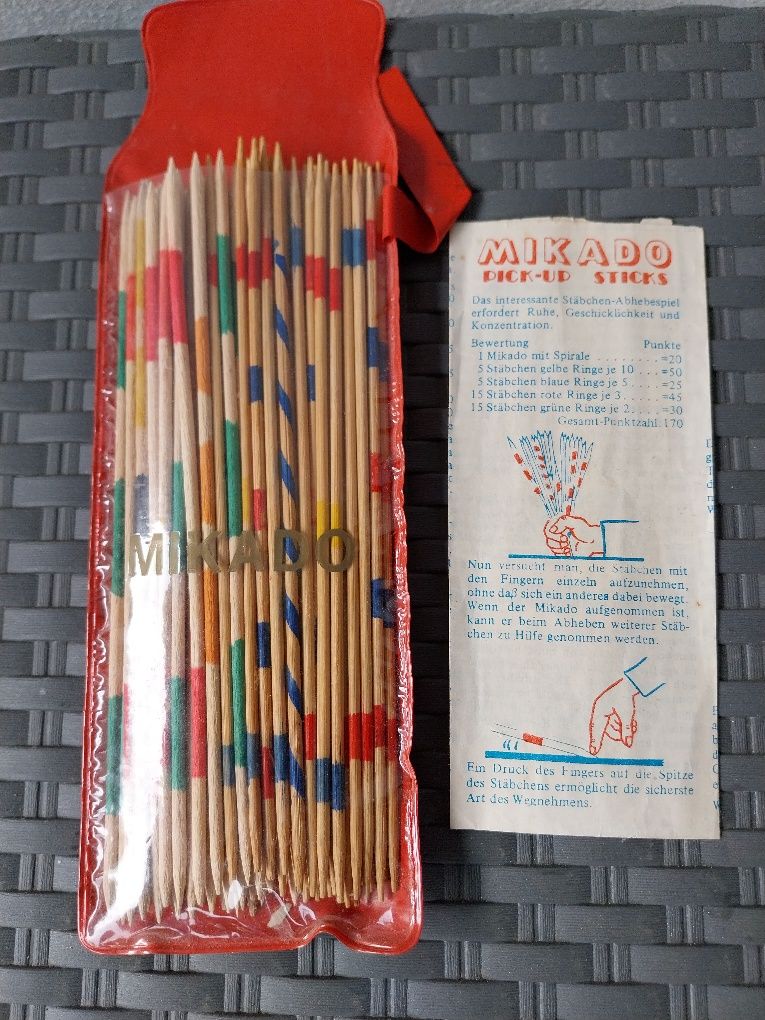 MIKADO
MIKADO
PICK-UP STICKS
Das interessante Stäbchen-Abhebespiel
erfordert Ruhe, Geschicklichkeit und
Konzentration.
Bewertung Punkte
1 Mikado mit Spirale ........ =20
5 Stäbchen gelbe Ringe je 10 ... =50
5 Stäbchen blaue Ringe je 5 .... =25
15 Stäbchen rote Ringe je 3 ..... =45
15 Stäbchen grüne Ringe je 2 .... =30
Gesamt-Punktzahl: 170
Nun versucht man, die Stäbchen mit
den Fingern einzeln aufzunehmen,
ohne daß sich ein anderes dabei bewegt.
Wenn der Mikado aufgenommen ist,
kann er beim Abheben weiterer Stäb-
chen zu Hilfe genommen werden.
Ein Druck des Fingers auf die Spitze
des Stäbchens ermöglicht die sicherste
Art des Wegnehmens.